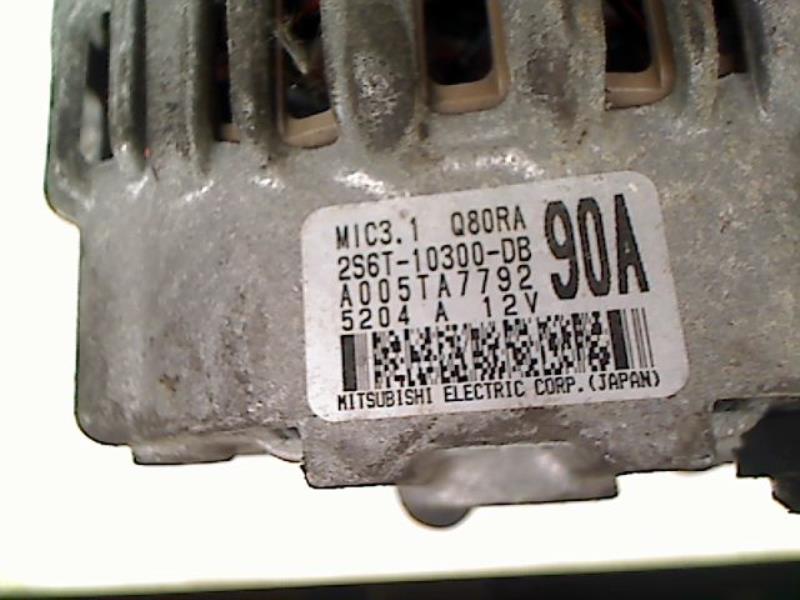 MIC3.1 Q80RA
90A
2S6T-10300-DB
A005TA7792
5204 A 12V
MITSUBISHI ELECTRIC CORP.(JAPAN)